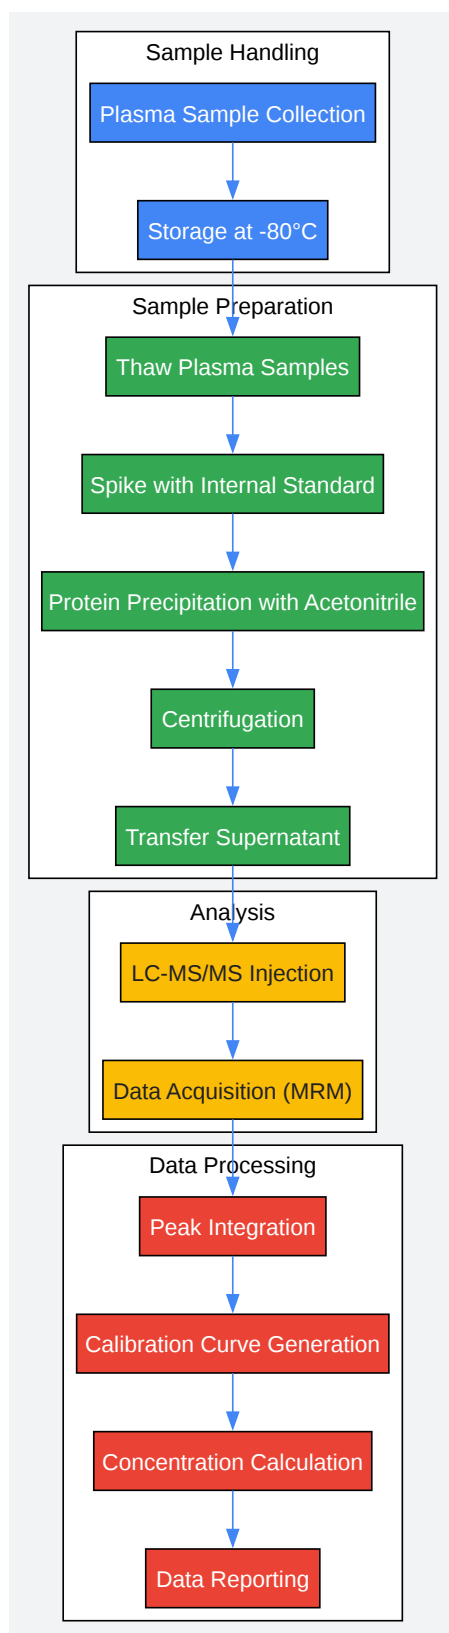 Sample Handling
Plasma Sample Collection
Storage at -80°C
Sample Preparation
Thaw Plasma Samples
Spike with Internal Standard
Protein Precipitation with Acetonitrile
Centrifugation
Transfer Supernatant
Analysis
LC-MS/MS Injection
Data Acquisition (MRM)
Data Processing
Peak Integration
Calibration Curve Generation
Concentration Calculation
Data Reporting